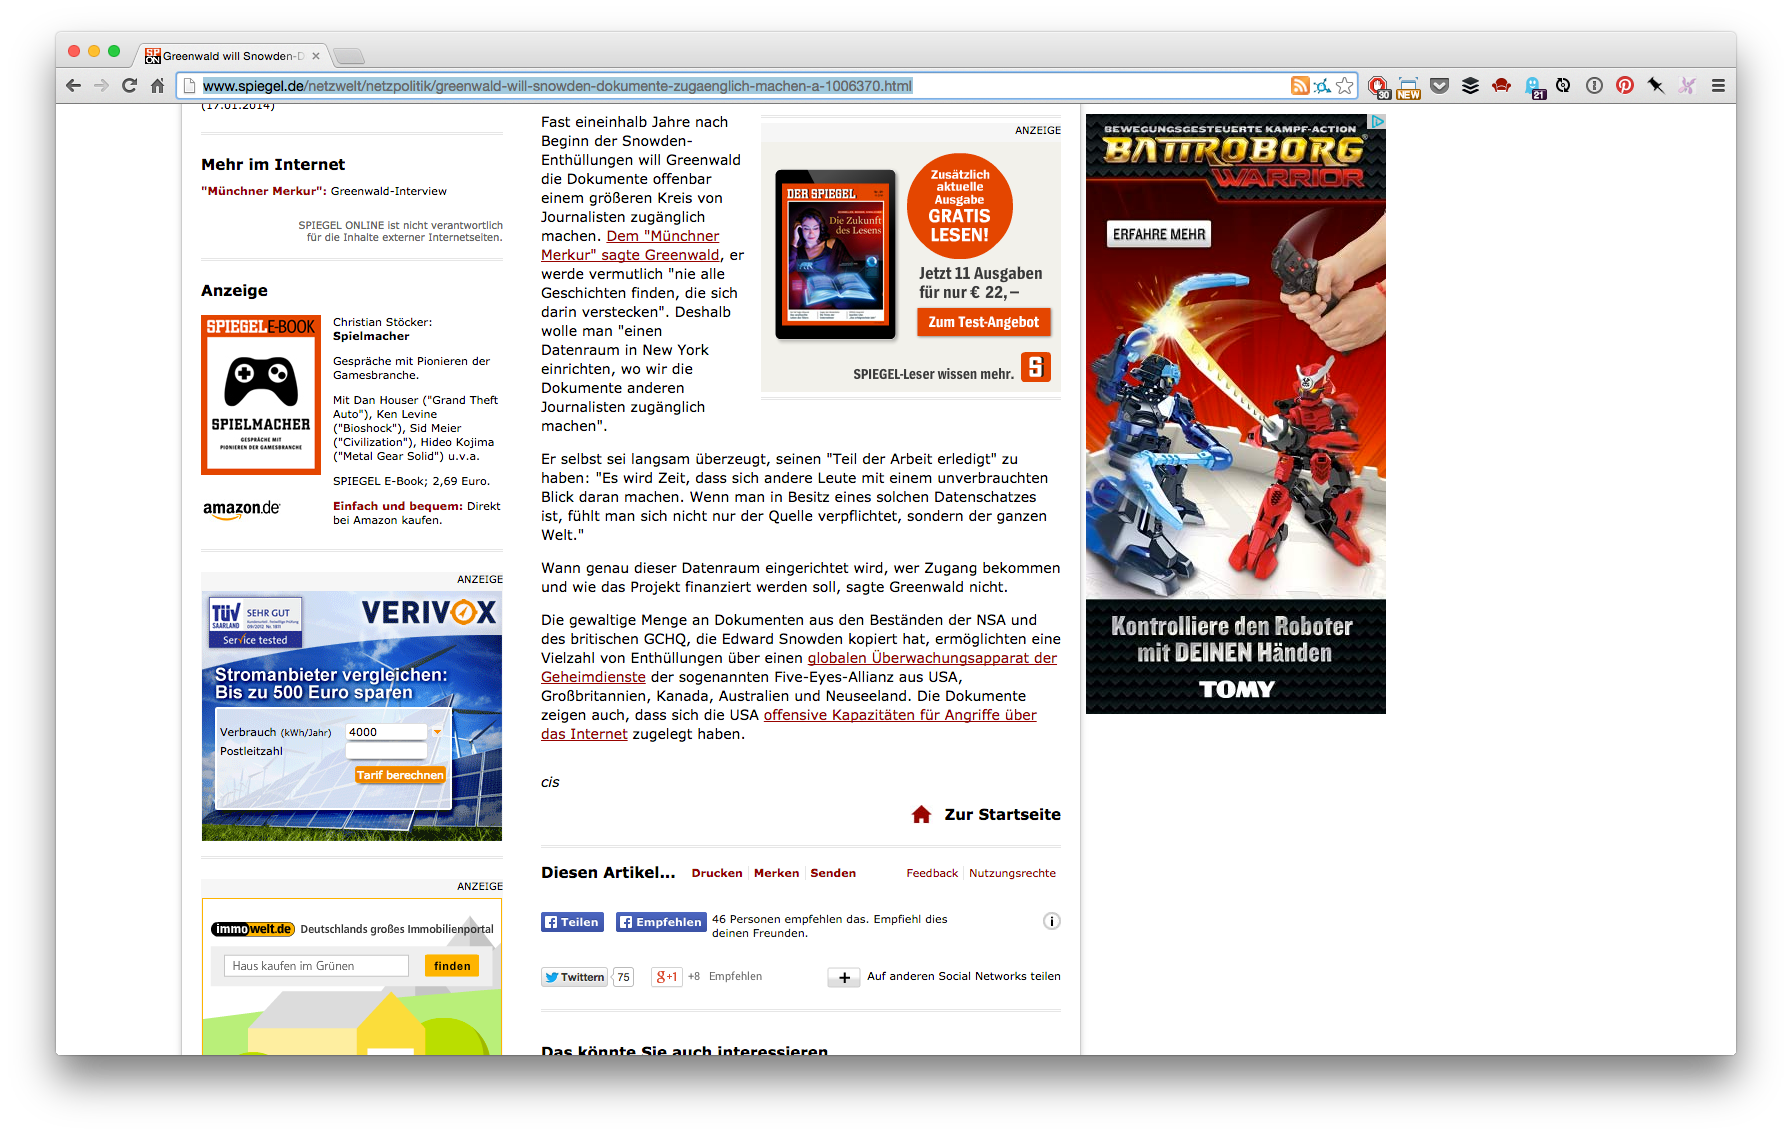 Greenwald will Snowden-D
www.spiegel.de/netzwelt/netzpolitik/greenwald-will-snowden-dokumente-zugaenglich-machen-a-1006370.html
30
NEW
21
(17.01.2014)
Mehr im Internet
"Münchner Merkur": Greenwald-Interview
SPIEGEL ONLINE ist nicht verantwortlich
für die Inhalte externer Internetseiten.
Anzeige
SPIEGEL E-BOOK
SPIELMACHER
GESPRÄCHE MIT
PIONIEREN DER GAMESBRANCHE
amazon.de
Christian Stöcker:
Spielmacher
Gespräche mit Pionieren der
Gamesbranche.
Mit Dan Houser ("Grand Theft
Auto"), Ken Levine
("Bioshock"), Sid Meier
("Civilization"), Hideo Kojima
("Metal Gear Solid") u.v.a.
SPIEGEL E-Book; 2,69 Euro.
Einfach und bequem: Direkt
bei Amazon kaufen.
ANZEIGE
TÜV
SAARLAND
SEHR GUT
Service tested
VERIVOX
Stromanbieter vergleichen:
Bis zu 500 Euro sparen
Verbrauch (kWh/Jahr)
4000
Postleitzahl
Tarif berechnen
ANZEIGE
immowelt.de Deutschlands großes Immobilienportal
Haus kaufen im Grünen
finden
Fast eineinhalb Jahre nach
Beginn der Snowden-
Enthüllungen will Greenwald
die Dokumente offenbar
einem größeren Kreis von
Journalisten zugänglich
machen. Dem "Münchner
Merkur" sagte Greenwald, er
werde vermutlich "nie alle
Geschichten finden, die sich
darin verstecken". Deshalb
wolle man "einen
Datenraum in New York
einrichten, wo wir die
Dokumente anderen
Journalisten zugänglich
machen".
ANZEIGE
DER SPIEGEL
Die Zukunft
des Lesens
Zusätzlich
aktuelle
Ausgabe
GRATIS
LESEN!
Jetzt 11 Ausgaben
für nur € 22,–
Zum Test-Angebot
SPIEGEL-Leser wissen mehr.
Er selbst sei langsam überzeugt, seinen "Teil der Arbeit erledigt" zu
haben: "Es wird Zeit, dass sich andere Leute mit einem unverbrauchten
Blick daran machen. Wenn man in Besitz eines solchen Datenschatzes
ist, fühlt man sich nicht nur der Quelle verpflichtet, sondern der ganzen
Welt."
Wann genau dieser Datenraum eingerichtet wird, wer Zugang bekommen
und wie das Projekt finanziert werden soll, sagte Greenwald nicht.
Die gewaltige Menge an Dokumenten aus den Beständen der NSA und
des britischen GCHQ, die Edward Snowden kopiert hat, ermöglichten eine
Vielzahl von Enthüllungen über einen globalen Überwachungsapparat der
Geheimdienste der sogenannten Five-Eyes-Allianz aus USA,
Großbritannien, Kanada, Australien und Neuseeland. Die Dokumente
zeigen auch, dass sich die USA offensive Kapazitäten für Angriffe über
das Internet zugelegt haben.
cis
Zur Startseite
Diesen Artikel... Drucken Merken Senden Feedback Nutzungsrechte
Teilen Empfehlen 46 Personen empfehlen das. Empfiehl dies
deinen Freunden.
Twittern 75 g+1 +8 Empfehlen + Auf anderen Social Networks teilen
Das könnte Sie auch interessieren
BEWEGUNGSGESTEUERTE KAMPF-ACTION
BATTROBORG
WARRIOR
ERFAHRE MEHR
Kontrolliere den Roboter
mit DEINEN Händen
TOMY